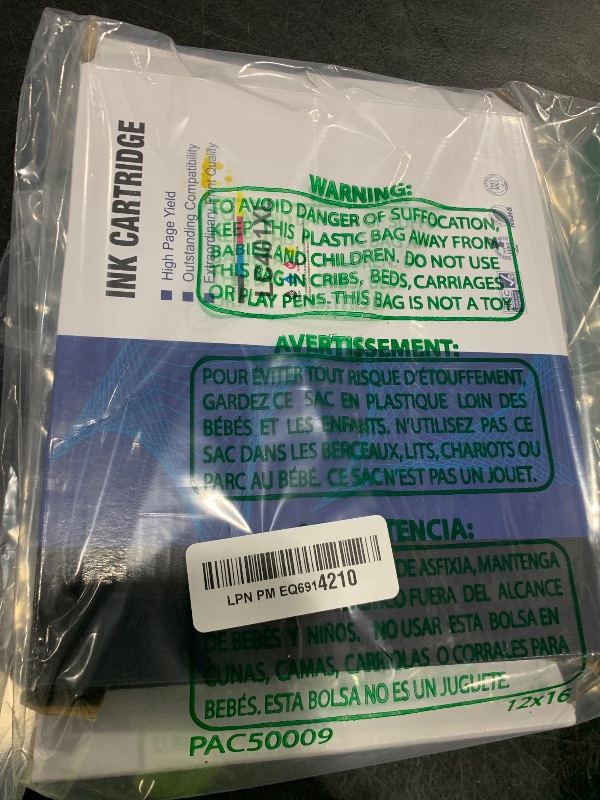 INK CARTRIDGE
High Page Yield
Outstanding Compatibility
Extraordinary Quality
WARNING:
TO AVOID DANGER OF SUFFOCATION,
KEEP THIS PLASTIC BAG AWAY FROM
AND CHILDREN. DO NOT USE
THIS IN CRIBS, BEDS, CARRIAGES
OR PLAY PENS. THIS BAG IS NOT A TOY.
AVERTISSEMENT:
POUR ÉVITER TOUT RISQUE D'ÉTOUFFEMENT,
GARDEZ CE SAC EN PLASTIQUE LOIN DES
BÉBÉS ET LES ENFANTS. N'UTILISEZ PAS CE
SAC DANS LES BERCEAUX, LITS, CHARIOTS OU
PARC AU BÉBÉ. CE SAC N'EST PAS UN JOUET.
TENCIA:
DE ASFIXIA, MANTENGA
FUERA DEL ALCANCE
DE BEBÉS Y NIÑOS. NO USAR ESTA BOLSA EN
CUNAS, CAMAS, CARRIOLAS O CORRALES PARA
BEBÉS. ESTA BOLSA NO ES UN JUGUETE.
LPN PM EQ6914210
12x16
PAC50009